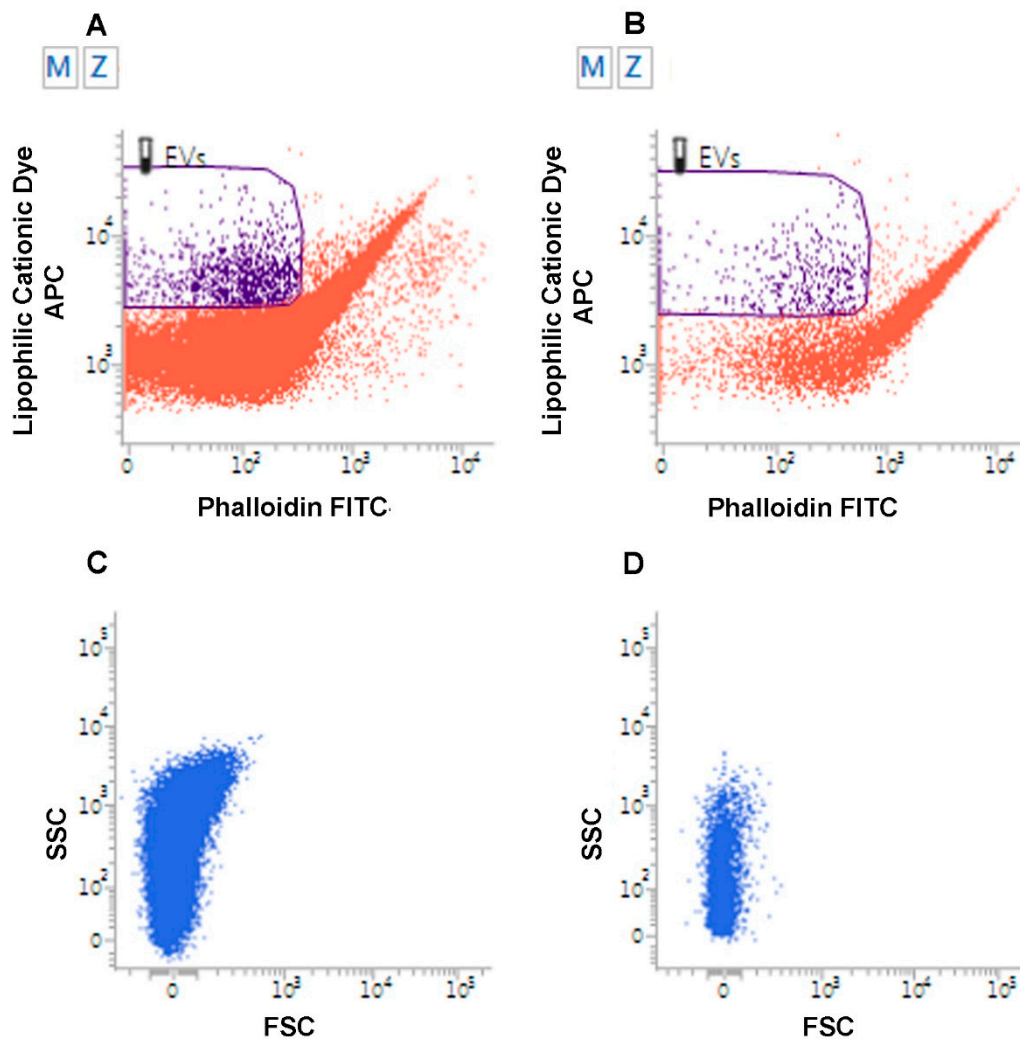 A
B
M Z
M Z
EVs
EVs
Lipophilic Cationic Dye
APC
Lipophilic Cationic Dye
APC
10⁴
10³
10⁴
10³
0 10² 10³ 10⁴
0 10² 10³ 10⁴
Phalloidin FITC
Phalloidin FITC
C
D
SSC
10⁵
10⁴
10³
10²
0
SSC
10⁵
10⁴
10³
10²
0
0 10³ 10⁴ 10⁵
0 10³ 10⁴ 10⁵
FSC
FSC